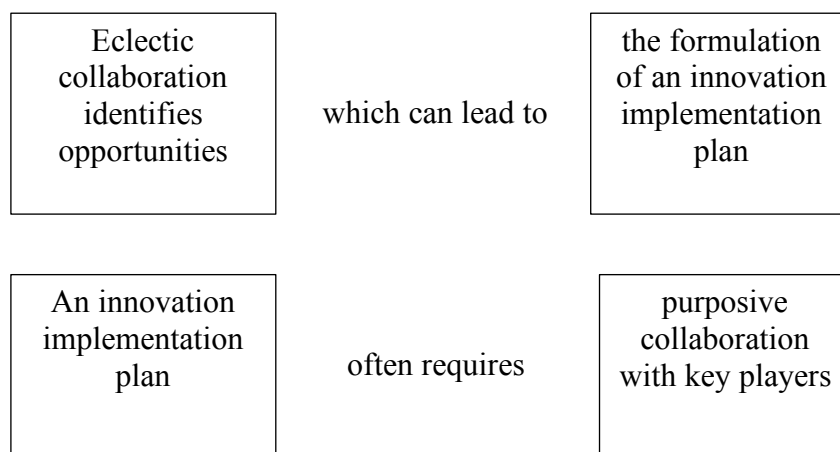 Eclectic
collaboration
identifies
opportunities
which can lead to
the formulation
of an innovation
implementation
plan
An innovation
implementation
plan
often requires
purposive
collaboration
with key players